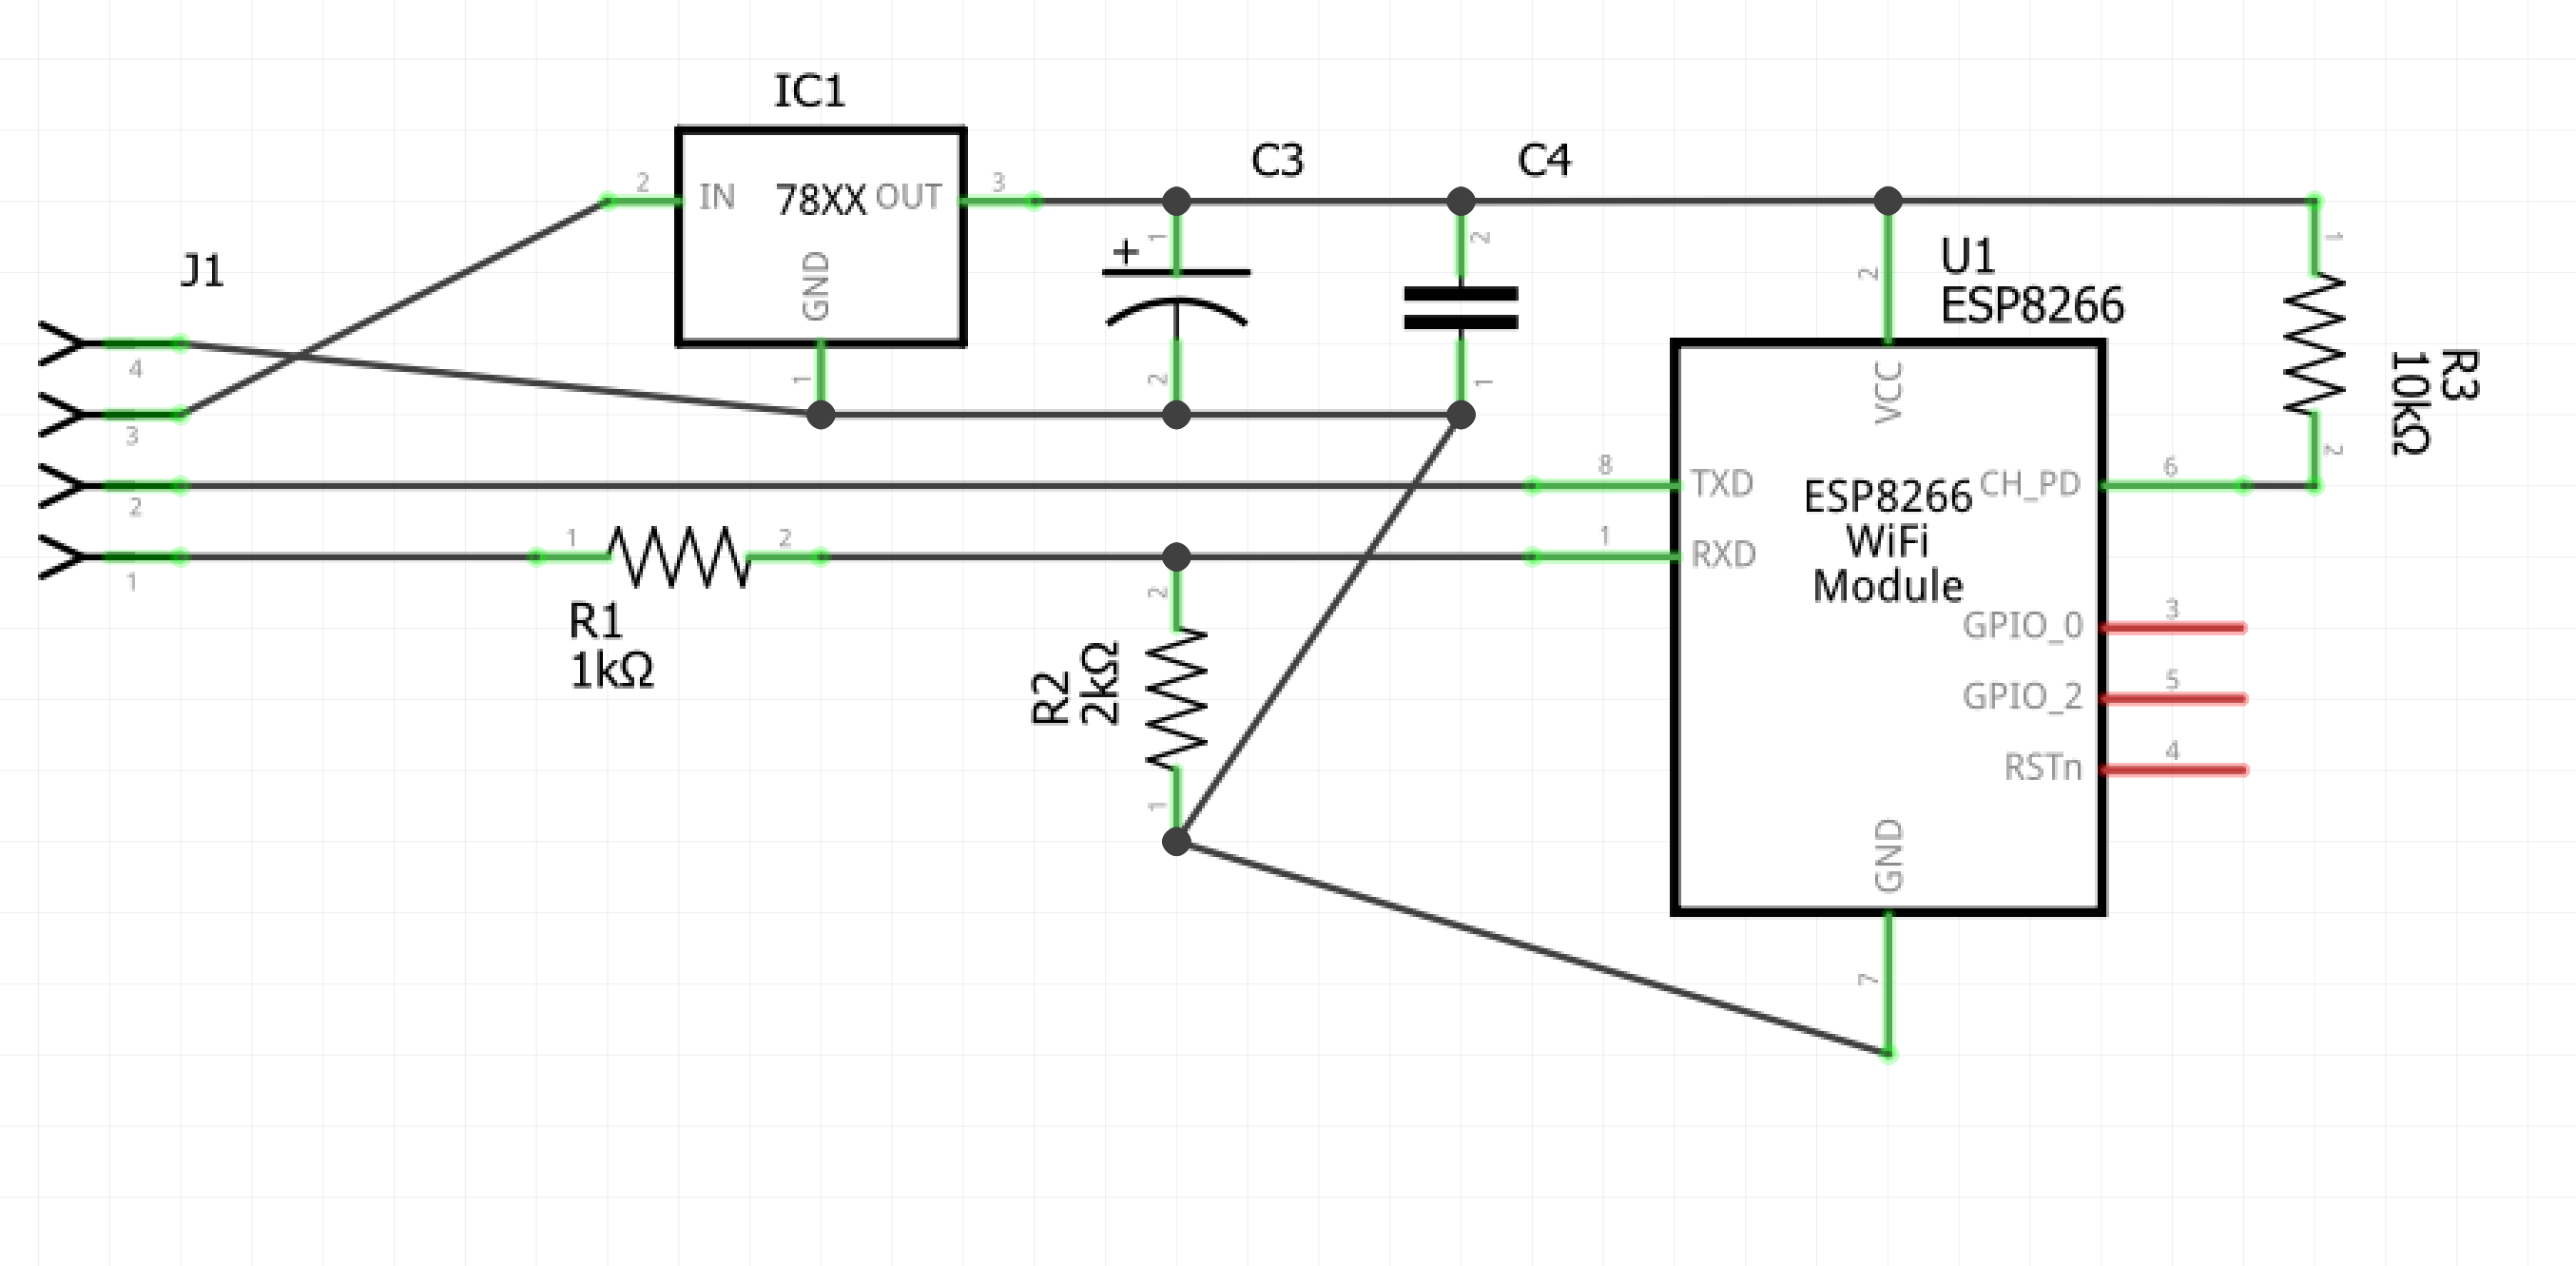 IC1
C3
C4
2
IN
78XX
OUT
3
GND
1
J1
4
3
2
1
+
1
2
2
1
U1
ESP8266
2
VCC
1
R3
10kΩ
2
8
TXD
1
RXD
ESP8266
WiFi
Module
CH_PD
6
GPIO_0
3
GPIO_2
5
RSTn
4
GND
7
1
2
R1
1kΩ
2
R2
2kΩ
1